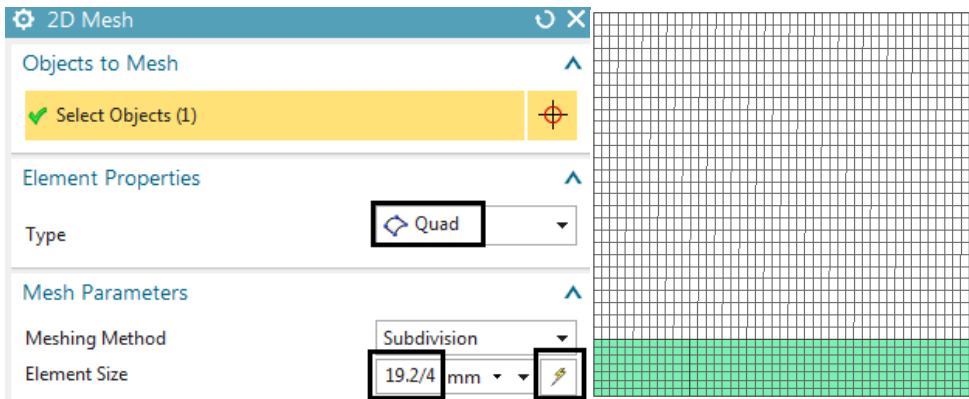 2D Mesh
Objects to Mesh
Select Objects (1)
Element Properties
Type Quad
Mesh Parameters
Meshing Method Subdivision
Element Size 19.2/4 mm